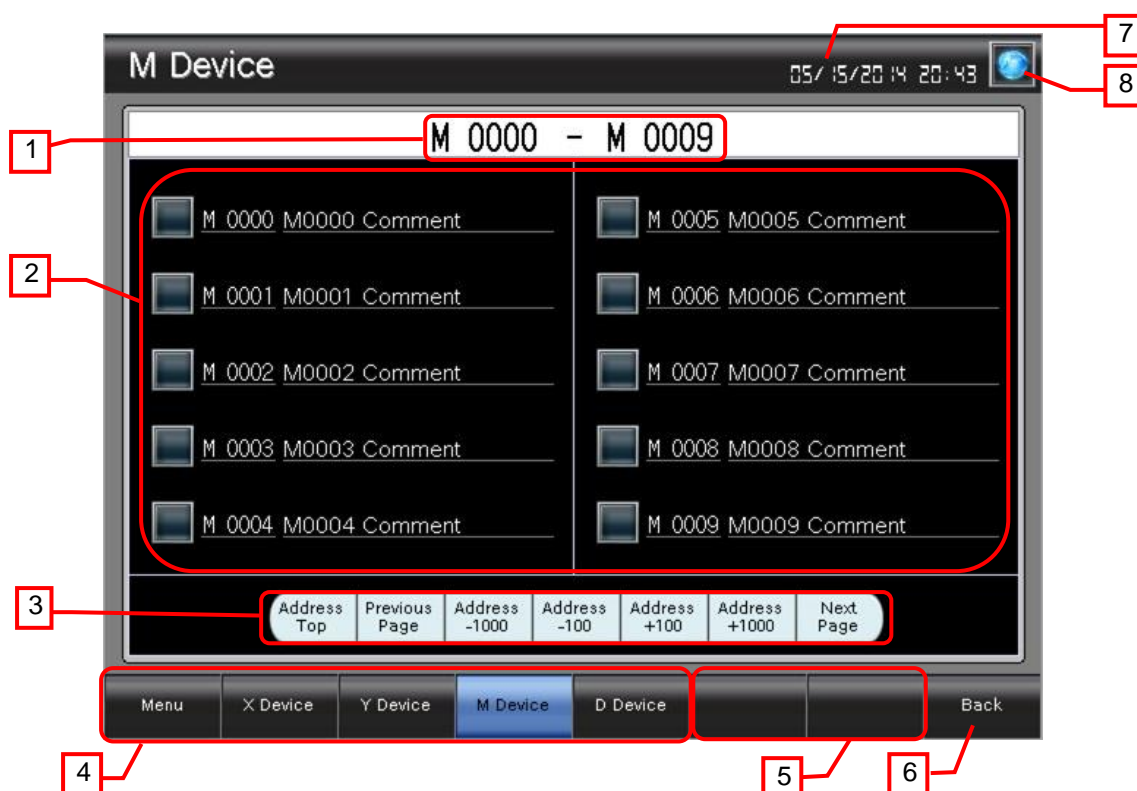 7
M Device
05/15/2014 20:43
8
1
M 0000 - M 0009
2
M 0000 M0000 Comment
M 0001 M0001 Comment
M 0002 M0002 Comment
M 0003 M0003 Comment
M 0004 M0004 Comment
M 0005 M0005 Comment
M 0006 M0006 Comment
M 0007 M0007 Comment
M 0008 M0008 Comment
M 0009 M0009 Comment
3
Address
Top
Previous
Page
Address
-1000
Address
-100
Address
+100
Address
+1000
Next
Page
Menu
X Device
Y Device
M Device
D Device
Back
4
5
6